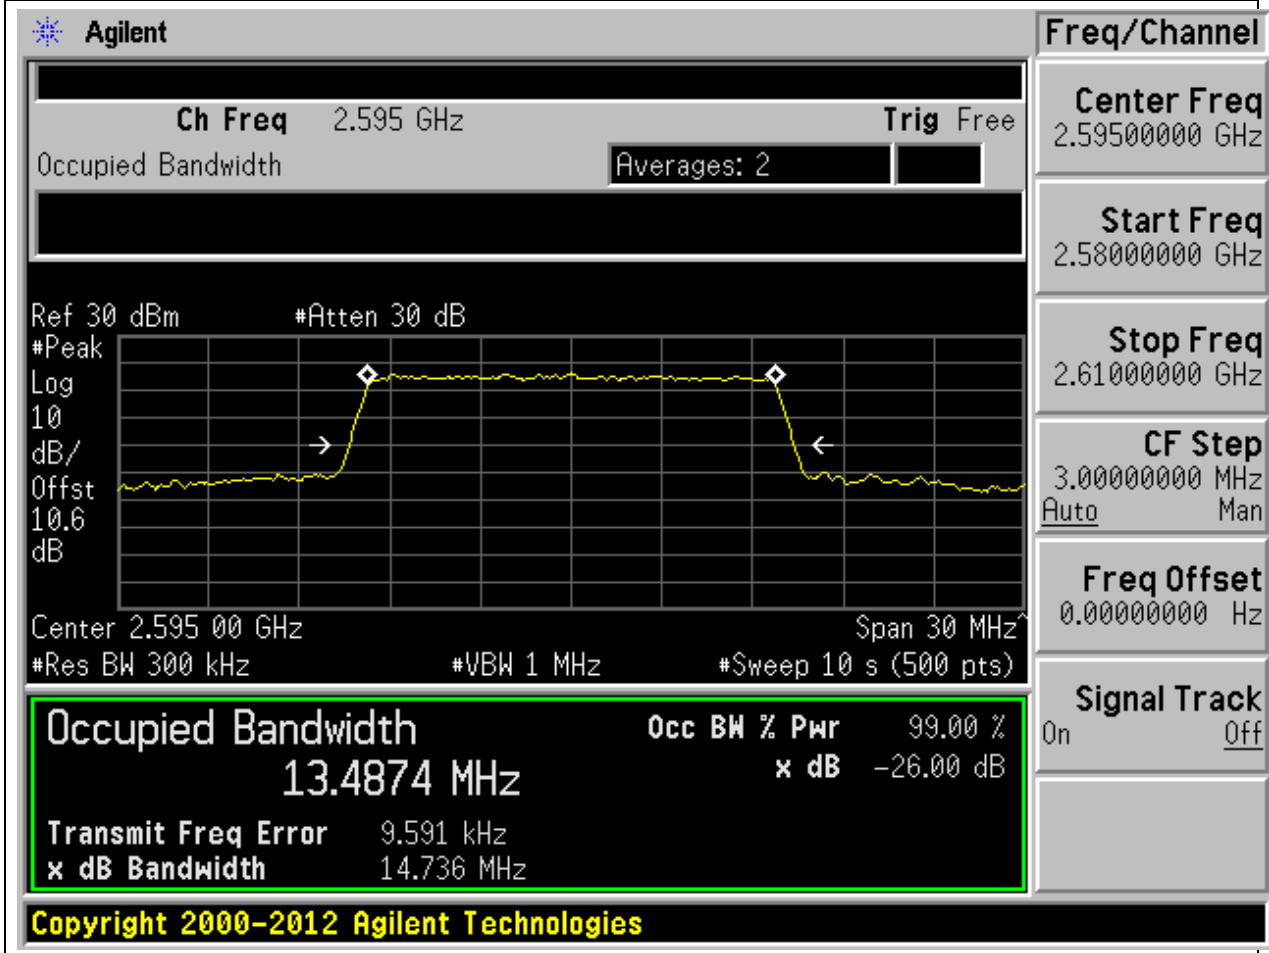 Agilent
Freq/Channel
Ch Freq 2.595 GHz Trig Free
Occupied Bandwidth Averages: 2
Ref 30 dBm #Atten 30 dB
#Peak
Log
10
dB/
Offst
10.6
dB
Center 2.595 00 GHz Span 30 MHz^
#Res BW 300 kHz #VBW 1 MHz #Sweep 10 s (500 pts)
Occupied Bandwidth
13.4874 MHz
Occ BW % Pwr 99.00 %
x dB -26.00 dB
Transmit Freq Error 9.591 kHz
x dB Bandwidth 14.736 MHz
Center Freq
2.59500000 GHz
Start Freq
2.58000000 GHz
Stop Freq
2.61000000 GHz
CF Step
3.00000000 MHz
Auto Man
Freq Offset
0.00000000 Hz
Signal Track
On Off
Copyright 2000-2012 Agilent Technologies